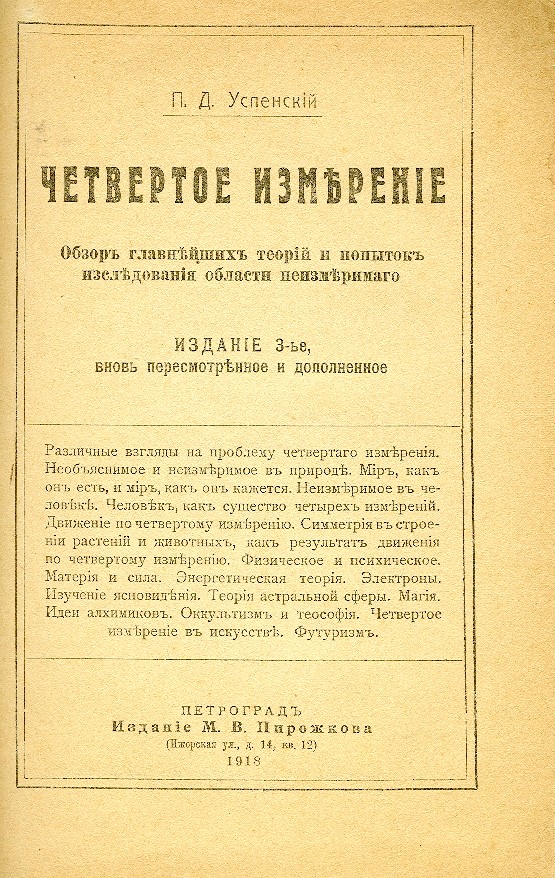 П. Д. Успенскій
ЧЕТВЕРТОЕ ИЗМѢРЕНІЕ
Обзоръ главнѣйшихъ теорій и попытокъ
изслѣдованія области неизмѣримаго
ИЗДАНІЕ 3-ье,
вновь пересмотрѣнное и дополненное
Различные взгляды на проблему четвертаго измѣренія.
Необъяснимое и неизмѣримое въ природѣ. Міръ, какъ
онъ есть, и міръ, какъ онъ кажется. Неизмѣримое въ че-
ловѣкѣ. Человѣкъ, какъ существо четырехъ измѣреній.
Движеніе по четвертому измѣренію. Симметрія въ строе-
ніи растеній и животныхъ, какъ результатъ движенія
по четвертому измѣренію. Физическое и психическое.
Матерія и сила. Энергетическая теорія. Электроны.
Изученіе ясновидѣнія. Теорія астральной сферы. Магія.
Идеи алхимиковъ. Оккультизмъ и теософія. Четвертое
измѣреніе въ искусствѣ. Футуризмъ.
ПЕТРОГРАДЪ
Изданіе М. В. Пирожкова
(Ижорская ул., д. 14, кв. 12)
1918